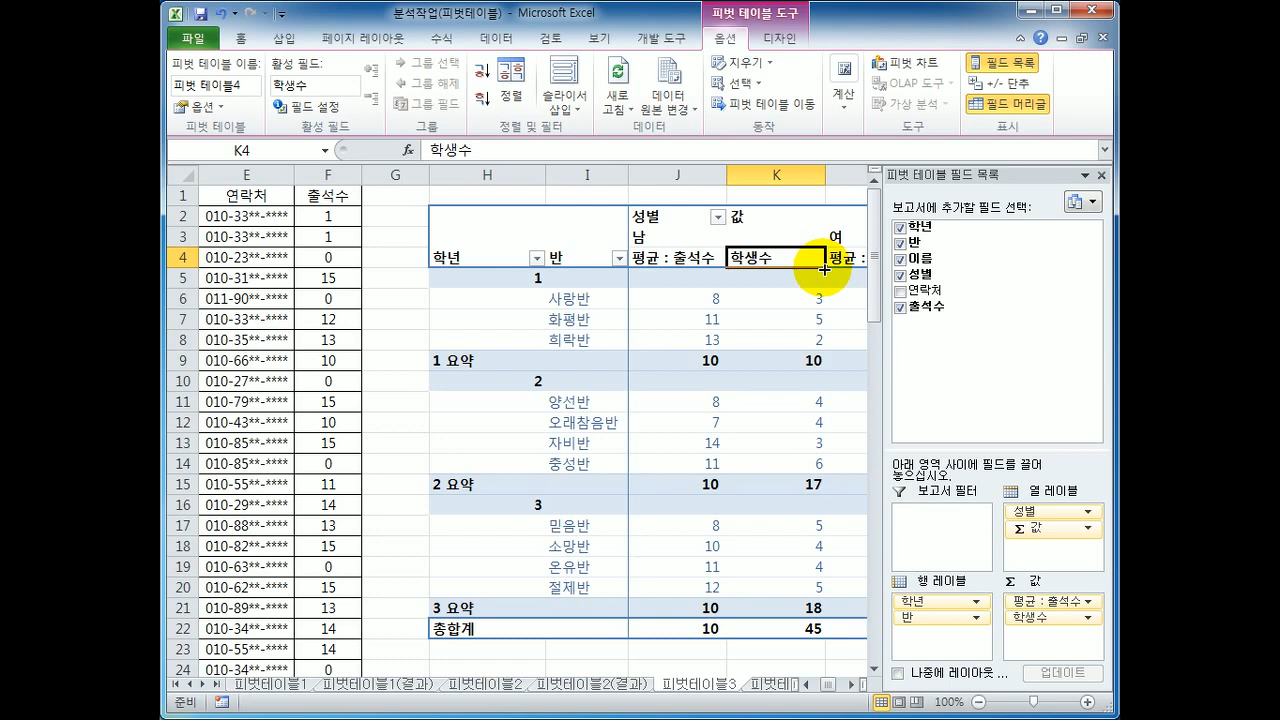 분석작업(피벗테이블) - Microsoft Excel
피벗 테이블 도구
파일 홈 삽입 페이지 레이아웃 수식 데이터 검토 보기 개발 도구 옵션 디자인
피벗 테이블 이름: 활성 필드: 그룹 선택 지우기 피벗 차트 필드 목록
피벗 테이블4 학생수 그룹 해제 정렬 슬라이서 삽입 새로 고침 데이터 원본 변경 선택 계산 OLAP 도구 +/- 단추
옵션 필드 설정 그룹 필드 피벗 테이블 이동 가상 분석 필드 머리글
피벗 테이블 활성 필드 그룹 정렬 및 필터 데이터 동작 도구 표시
K4 fx 학생수
E F G H I J K
1 연락처 출석수
2 010-33**-**** 1 성별 값
3 010-33**-**** 1 남 여
4 010-23**-**** 0 학년 반 평균 : 출석수 학생수 평균 :
5 010-31**-**** 15 1
6 011-90**-**** 0 사랑반 8 3
7 010-33**-**** 12 화평반 11 5
8 010-35**-**** 13 희락반 13 2
9 010-66**-**** 10 1 요약 10 10
10 010-27**-**** 0 2
11 010-79**-**** 15 양선반 8 4
12 010-43**-**** 10 오래참음반 7 4
13 010-85**-**** 15 자비반 14 3
14 010-85**-**** 0 충성반 11 6
15 010-55**-**** 11 2 요약 10 17
16 010-29**-**** 14 3
17 010-88**-**** 13 믿음반 8 5
18 010-82**-**** 15 소망반 10 4
19 010-63**-**** 0 온유반 11 4
20 010-62**-**** 15 절제반 12 5
21 010-89**-**** 13 3 요약 10 18
22 010-34**-**** 14 총합계 10 45
23 010-55**-**** 14
24 010-34**-**** 0
피벗테이블1 피벗테이블1(결과) 피벗테이블2 피벗테이블2(결과) 피벗테이블3 피벗테이
준비 100%
피벗 테이블 필드 목록
보고서에 추가할 필드 선택:
학년
반
이름
성별
연락처
출석수
아래 영역 사이에 필드를 끌어
놓으십시오.
보고서 필터 열 레이블
성별
Σ 값
행 레이블 Σ 값
학년 평균 : 출석수
반 학생수
나중에 레이아웃 ... 업데이트